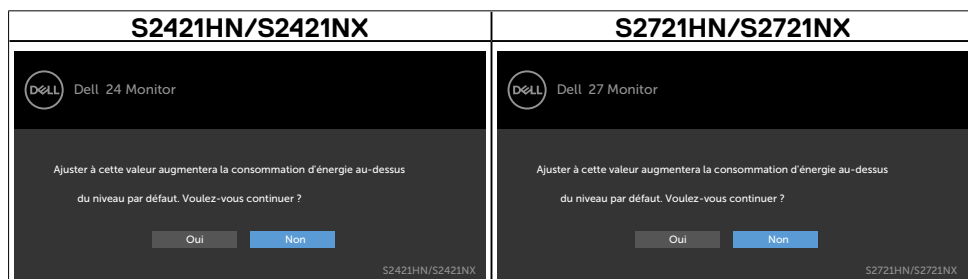 S2421HN/S2421NX
S2721HN/S2721NX
DELL Dell 24 Monitor
Ajuster à cette valeur augmentera la consommation d'énergie au-dessus
du niveau par défaut. Voulez-vous continuer ?
Oui Non
S2421HN/S2421NX
DELL Dell 27 Monitor
Ajuster à cette valeur augmentera la consommation d'énergie au-dessus
du niveau par défaut. Voulez-vous continuer ?
Oui Non
S2721HN/S2721NX